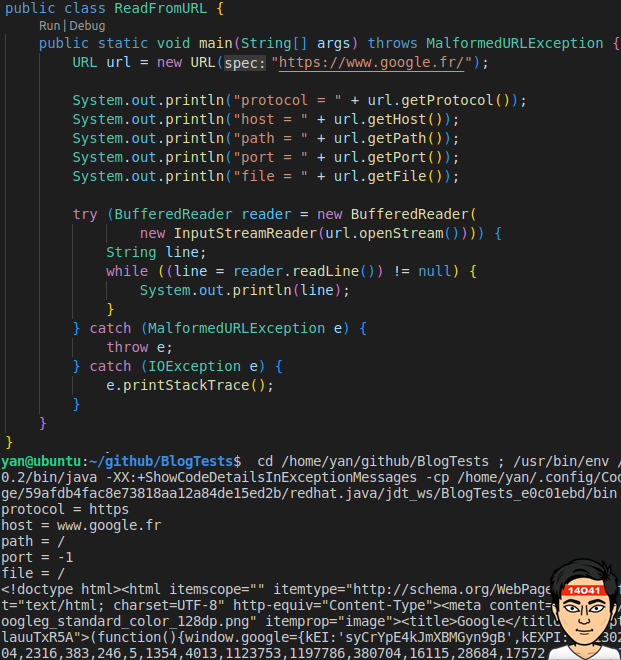 public class ReadFromURL {
Run | Debug
public static void main(String[] args) throws MalformedURLException {
URL url = new URL(spec: "https://www.google.fr/");
System.out.println("protocol = " + url.getProtocol());
System.out.println("host = " + url.getHost());
System.out.println("path = " + url.getPath());
System.out.println("port = " + url.getPort());
System.out.println("file = " + url.getFile());
try (BufferedReader reader = new BufferedReader(
new InputStreamReader(url.openStream()))) {
String line;
while ((line = reader.readLine()) != null) {
System.out.println(line);
}
} catch (MalformedURLException e) {
throw e;
} catch (IOException e) {
e.printStackTrace();
}
}
}
yan@ubuntu:~/github/BlogTests$ cd /home/yan/github/BlogTests ; /usr/bin/env /
0.2/bin/java -XX:+ShowCodeDetailsInExceptionMessages -cp /home/yan/.config/Cod
ge/59afdb4fac8e73818aa12a84de15ed2b/redhat.java/jdt_ws/BlogTests_e0c01ebd/bin
protocol = https
host = www.google.fr
path = /
port = -1
file = /
<!doctype html><html itemscope="" itemtype="http://schema.org/WebPage
t="text/html; charset=UTF-8" http-equiv="Content-Type"><meta content=
oogleg_standard_color_128dp.png" itemprop="image"><title>Google</title
lauuTxR5A">(function(){window.google={kEI:'syCrYpE4kJmXBMGyn9gB',kEXPI:
04,2316,383,246,5,1354,4013,1123753,1197786,380704,16115,28684,17572
14041